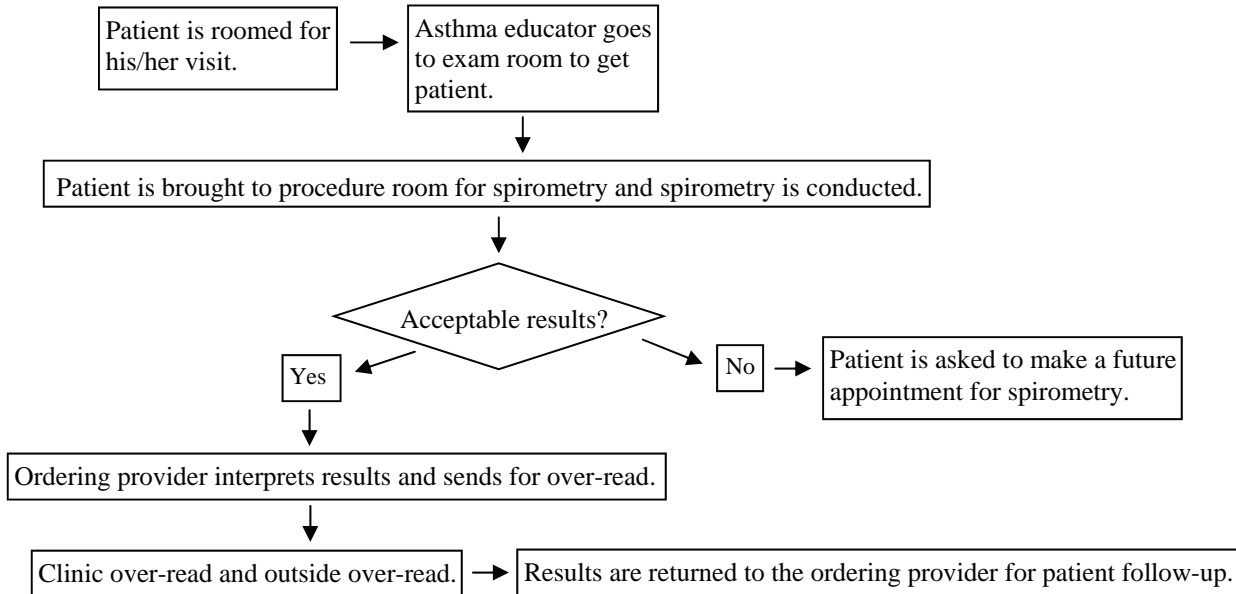 Patient is roomed for
his/her visit.
Asthma educator goes
to exam room to get
patient.
Patient is brought to procedure room for spirometry and spirometry is conducted.
Acceptable results?
Yes
No
Patient is asked to make a future
appointment for spirometry.
Ordering provider interprets results and sends for over-read.
Clinic over-read and outside over-read.
Results are returned to the ordering provider for patient follow-up.